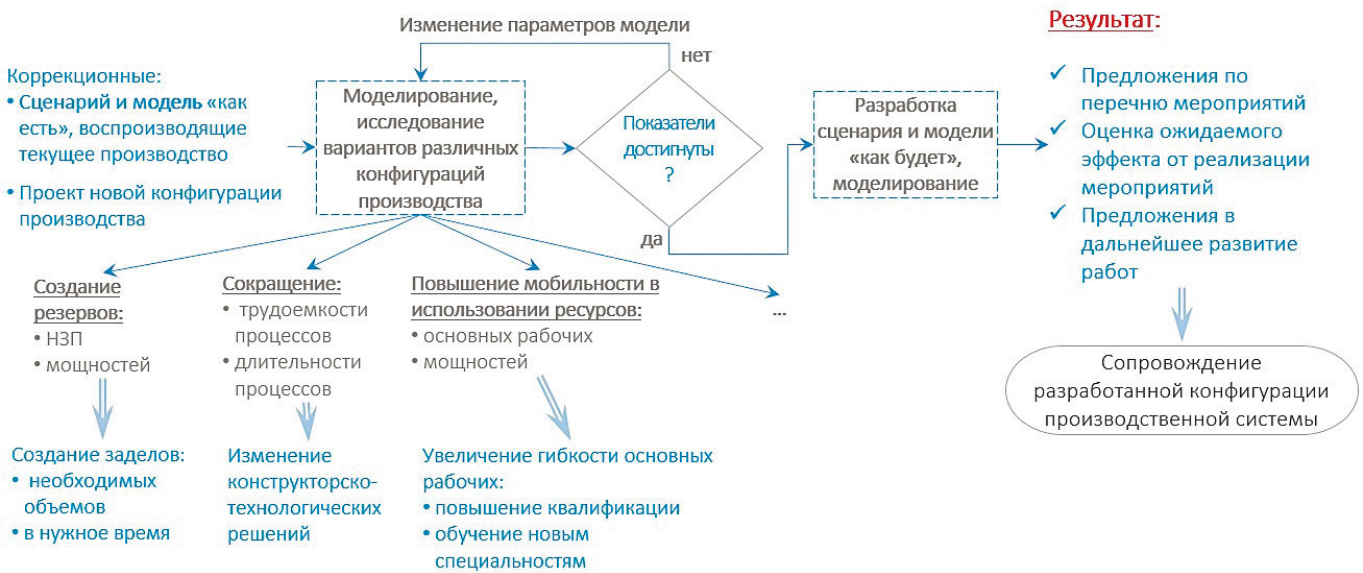 Изменение параметров модели
нет
Коррекционные:
• Сценарий и модель «как
есть», воспроизводящие
текущее производство
• Проект новой конфигурации
производства
Моделирование,
исследование
вариантов различных
конфигураций
производства
Показатели
достигнуты
?
да
Разработка
сценария и модели
«как будет»,
моделирование
Результат:
✓ Предложения по
перечню мероприятий
✓ Оценка ожидаемого
эффекта от реализации
мероприятий
✓ Предложения в
дальнейшее развитие
работ
Сопровождение
разработанной конфигурации
производственной системы
Создание
резервов:
• НЗП
• мощностей
Сокращение:
• трудоемкости
процессов
• длительности
процессов
Повышение мобильности в
использовании ресурсов:
• основных рабочих
• мощностей
...
Создание заделов:
• необходимых
объемов
• в нужное время
Изменение
конструкторско-
технологических
решений
Увеличение гибкости основных
рабочих:
• повышение квалификации
• обучение новым
специальностям